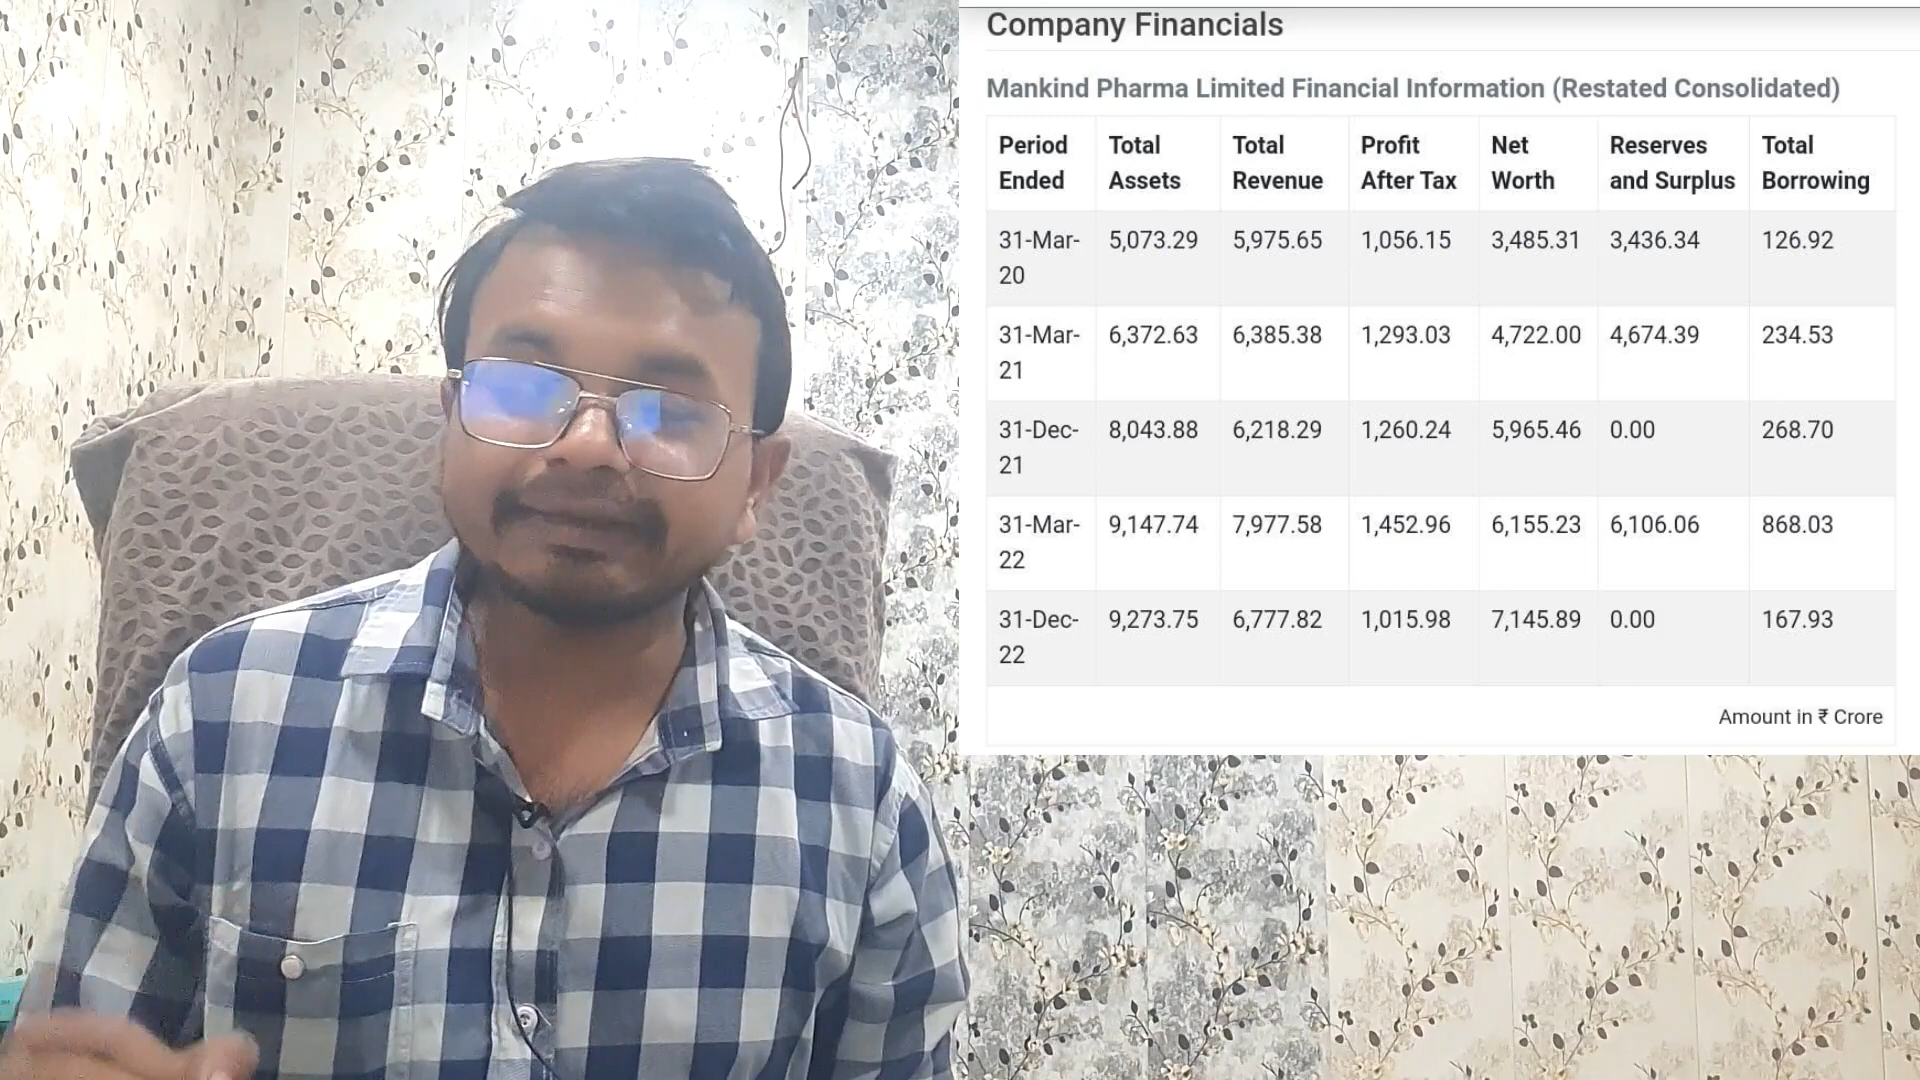 Company Financials
Mankind Pharma Limited Financial Information (Restated Consolidated)
Period Ended Total Assets Total Revenue Profit After Tax Net Worth Reserves and Surplus Total Borrowing
31-Mar-20 5,073.29 5,975.65 1,056.15 3,485.31 3,436.34 126.92
31-Mar-21 6,372.63 6,385.38 1,293.03 4,722.00 4,674.39 234.53
31-Dec-21 8,043.88 6,218.29 1,260.24 5,965.46 0.00 268.70
31-Mar-22 9,147.74 7,977.58 1,452.96 6,155.23 6,106.06 868.03
31-Dec-22 9,273.75 6,777.82 1,015.98 7,145.89 0.00 167.93
Amount in ₹ Crore